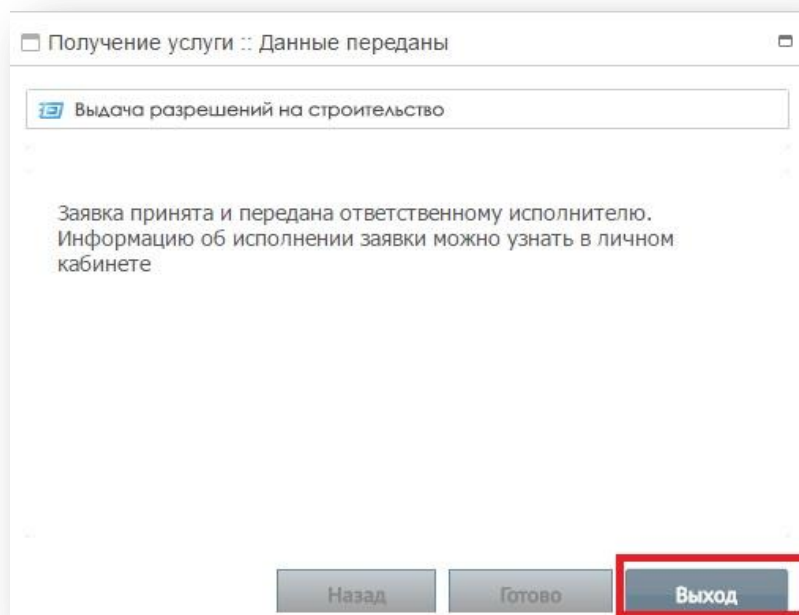 Получение услуги :: Данные переданы
Выдача разрешений на строительство
Заявка принята и передана ответственному исполнителю.
Информацию об исполнении заявки можно узнать в личном
кабинете
Назад Готово Выход